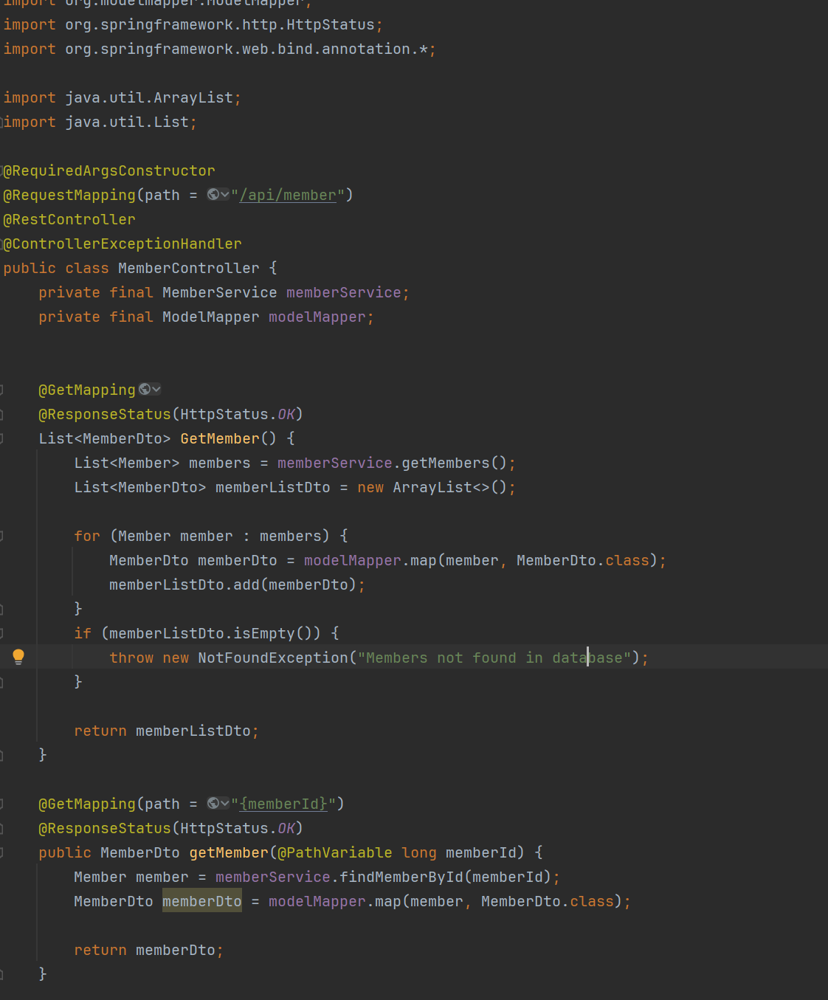 import org.modelmapper.ModelMapper;
import org.springframework.http.HttpStatus;
import org.springframework.web.bind.annotation.*;
import java.util.ArrayList;
import java.util.List;
@RequiredArgsConstructor
@RequestMapping(path = "/api/member")
@RestController
@ControllerExceptionHandler
public class MemberController {
private final MemberService memberService;
private final ModelMapper modelMapper;
@GetMapping
@ResponseStatus(HttpStatus.OK)
List<MemberDto> GetMember() {
List<Member> members = memberService.getMembers();
List<MemberDto> memberListDto = new ArrayList<>();
for (Member member : members) {
MemberDto memberDto = modelMapper.map(member, MemberDto.class);
memberListDto.add(memberDto);
}
if (memberListDto.isEmpty()) {
throw new NotFoundException("Members not found in database");
}
return memberListDto;
}
@GetMapping(path = "{memberId}")
@ResponseStatus(HttpStatus.OK)
public MemberDto getMember(@PathVariable long memberId) {
Member member = memberService.findMemberById(memberId);
MemberDto memberDto = modelMapper.map(member, MemberDto.class);
return memberDto;
}